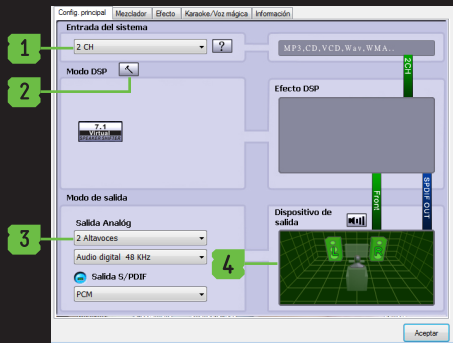 Config. principal Mezclador Efecto Karaoke/Voz mágica Información
Entrada del sistema
1
2 CH
?
MP3,CD,VCD,Wav,WMA..
2CH
2
Modo DSP
Efecto DSP
7.1
Virtual
SPEAKER SHIFTER
Front
SPDIF OUT
Modo de salida
Salida Analóg
Dispositivo de
salida
3
2 Altavoces
Audio digital 48 KHz
4
L
R
Salida S/PDIF
PCM
Aceptar